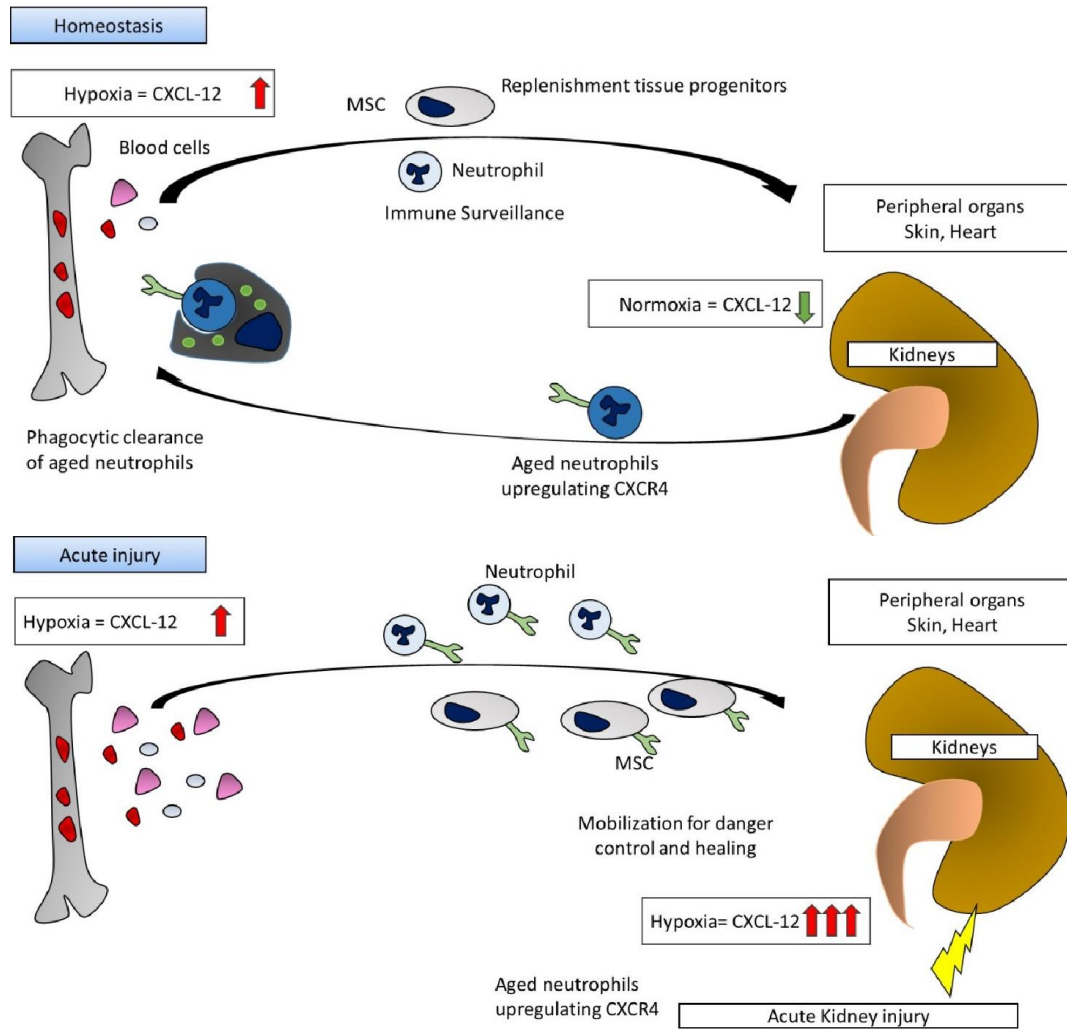 Homeostasis
Hypoxia = CXCL-12
MSC
Replenishment tissue progenitors
Blood cells
Neutrophil
Immune Surveillance
Peripheral organs
Skin, Heart
Normoxia = CXCL-12
Kidneys
Phagocytic clearance
of aged neutrophils
Aged neutrophils
upregulating CXCR4
Acute injury
Neutrophil
Hypoxia = CXCL-12
Peripheral organs
Skin, Heart
Kidneys
MSC
Mobilization for danger
control and healing
Hypoxia= CXCL-12
Aged neutrophils
upregulating CXCR4
Acute Kidney injury